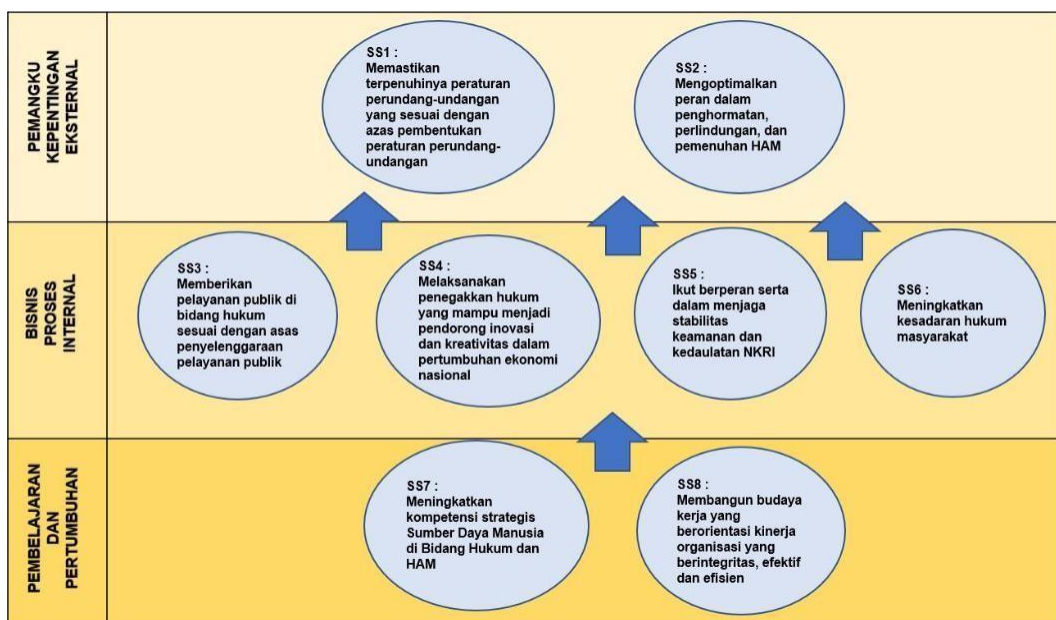 PEMANGKU
KEPENTINGAN
EKSTERNAL
SS1 :
Memastikan
terpenuhinya peraturan
perundang-undangan
yang sesuai dengan
azas pembentukan
peraturan perundang-
undangan
SS2 :
Mengoptimalkan
peran dalam
penghormatan,
perlindungan, dan
pemenuhan HAM
BISNIS
PROSES
INTERNAL
SS3 :
Memberikan
pelayanan publik di
bidang hukum
sesuai dengan asas
penyelenggaraan
pelayanan publik
SS4 :
Melaksanakan
penegakkan hukum
yang mampu menjadi
pendorong inovasi
dan kreativitas dalam
pertumbuhan ekonomi
nasional
SS5 :
Ikut berperan serta
dalam menjaga
stabilitas
keamanan dan
kedaulatan NKRI
SS6 :
Meningkatkan
kesadaran hukum
masyarakat
PEMBELAJARAN
DAN
PERTUMBUHAN
SS7 :
Meningkatkan
kompetensi strategis
Sumber Daya Manusia
di Bidang Hukum dan
HAM
SS8 :
Membangun budaya
kerja yang
berorientasi kinerja
organisasi yang
berintegritas, efektif
dan efisien